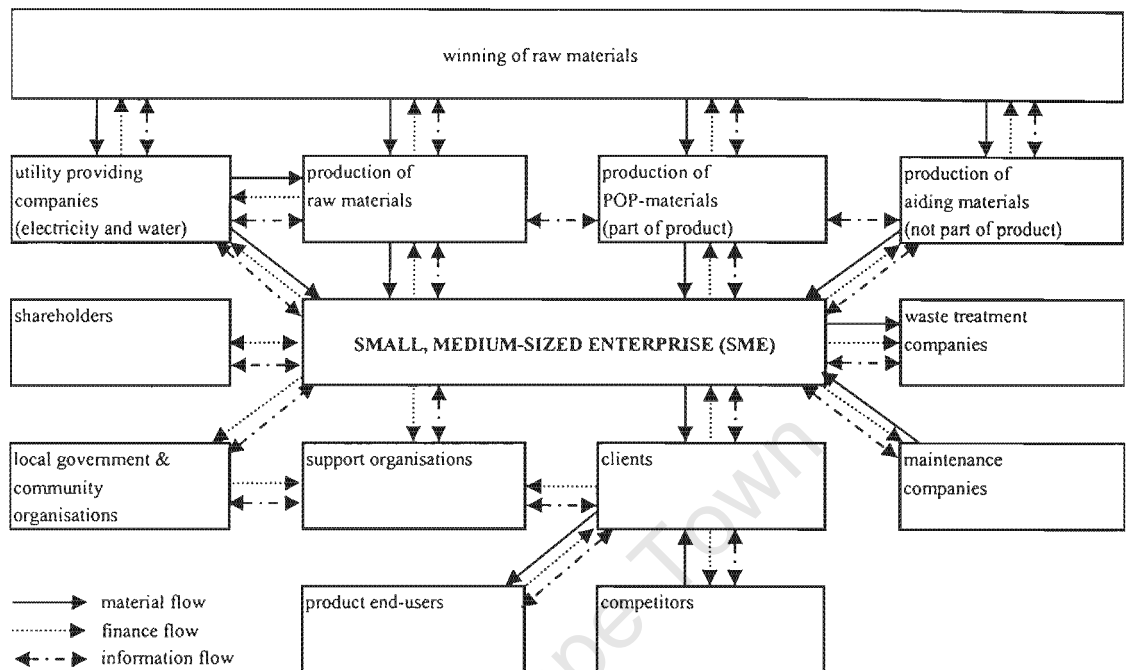 winning of raw materials
utility providing
companies
(electricity and water)
production of
raw materials
production of
POP-materials
(part of product)
production of
aiding materials
(not part of product)
shareholders
SMALL, MEDIUM-SIZED ENTERPRISE (SME)
waste treatment
companies
local government &
community
organisations
support organisations
clients
maintenance
companies
product end-users
competitors
material flow
finance flow
information flow
pe Town